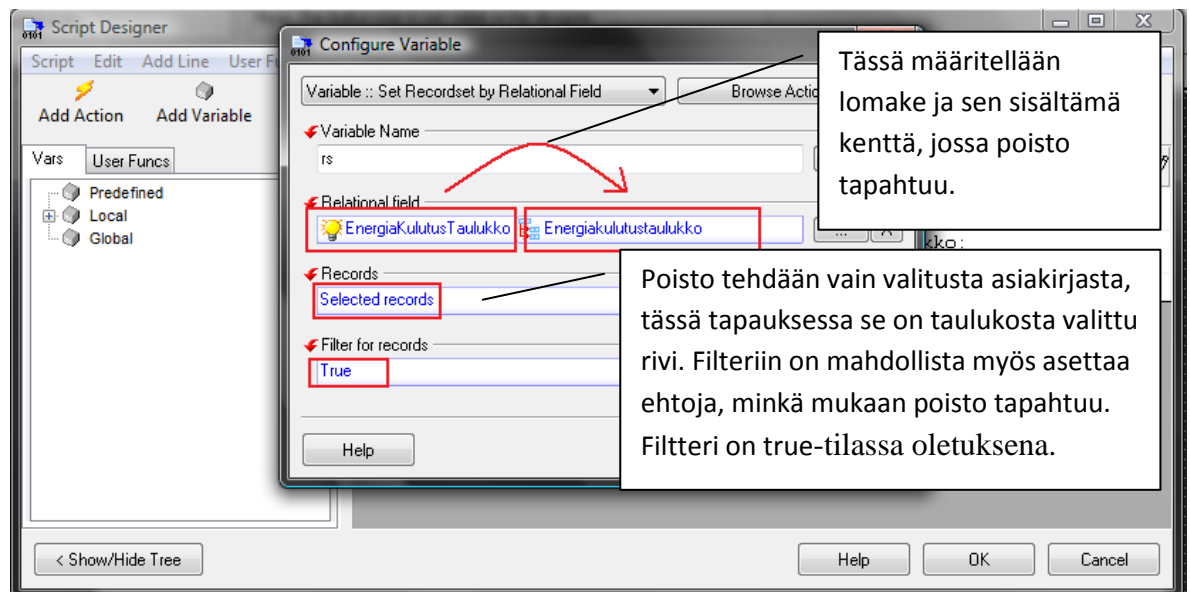 Script Designer
Script Edit Add Line User
Add Action Add Variable
Vars User Funcs
Predefined
Local
Global
< Show/Hide Tree
Help OK Cancel
Configure Variable
Variable :: Set Recordset by Relational Field
Browse
Variable Name
rs
Relational field
EnergiaKulutusTaulukko Energiakulutustaulukko
...
kko:
Records
Selected records
Filter for records
True
Help
Tässä määritellään
lomake ja sen sisältämä
kenttä, jossa poisto
tapahtuu.
Poisto tehdään vain valitusta asiakirjasta,
tässä tapauksessa se on taulukosta valittu
rivi. Filteriin on mahdollista myös asettaa
ehtoja, minkä mukaan poisto tapahtuu.
Filtteri on true-tilassa oletuksena.